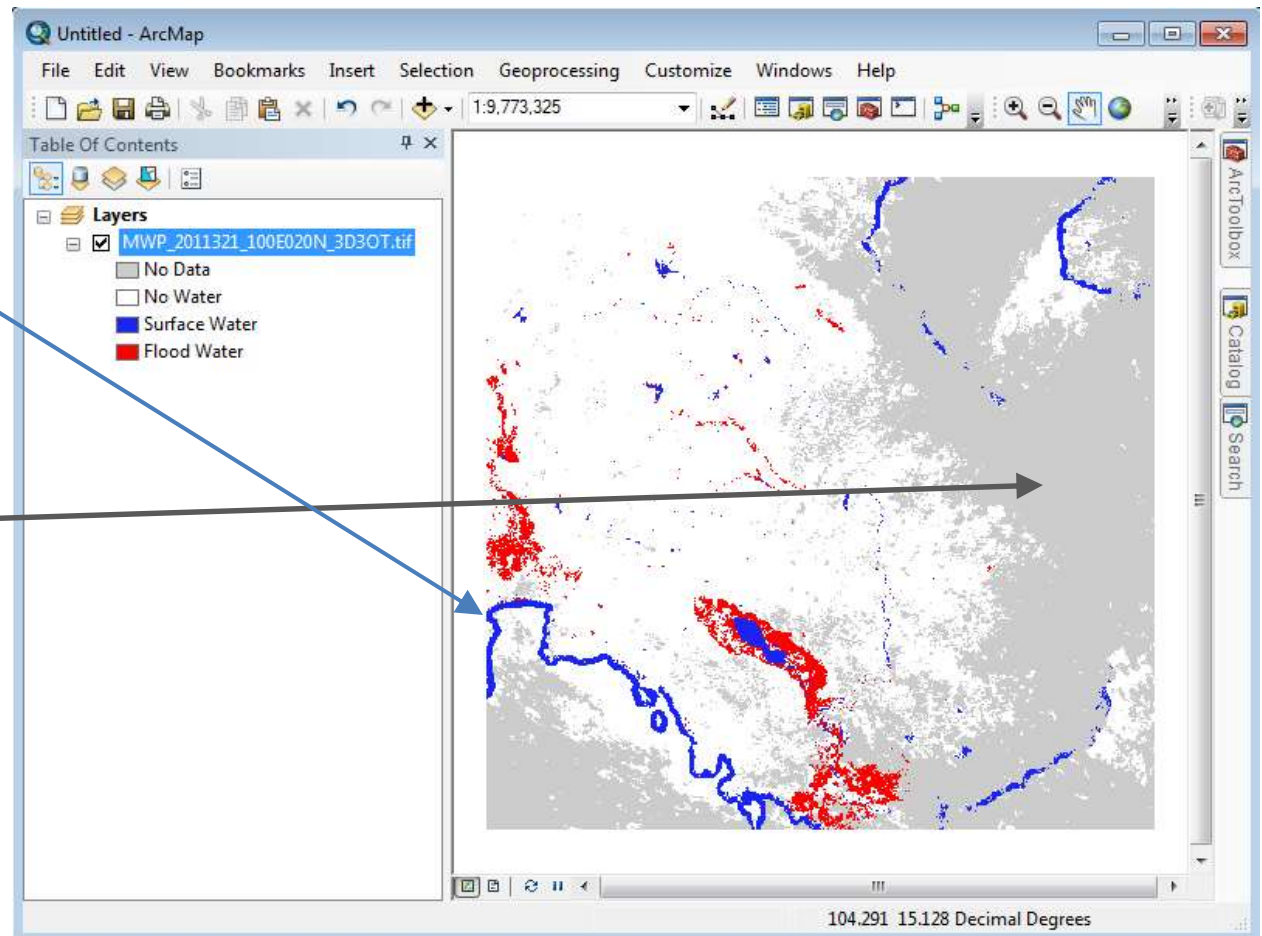 Untitled - ArcMap
File Edit View Bookmarks Insert Selection Geoprocessing Customize Windows Help
1:9,773,325
Table Of Contents
Layers
MWP_2011321_100E020N_3D3OT.tif
No Data
No Water
Surface Water
Flood Water
ArcToolbox
Catalog
Search
104.291 15.128 Decimal Degrees